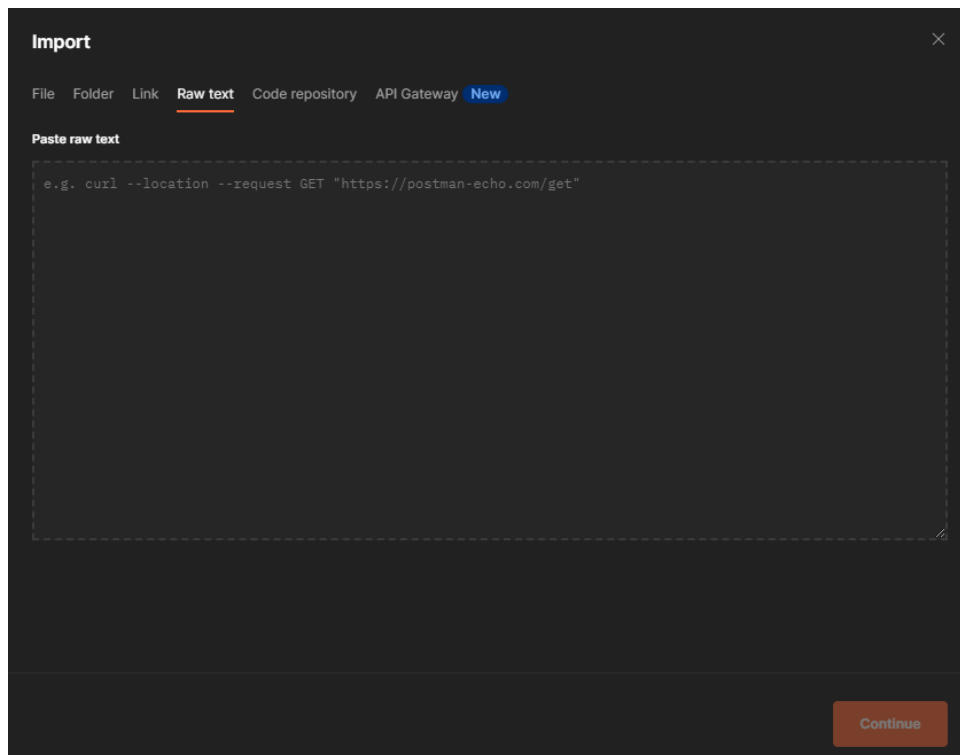 Import
File Folder Link Raw text Code repository API Gateway New
Paste raw text
e.g. curl --location --request GET "https://postman-echo.com/get"
Continue